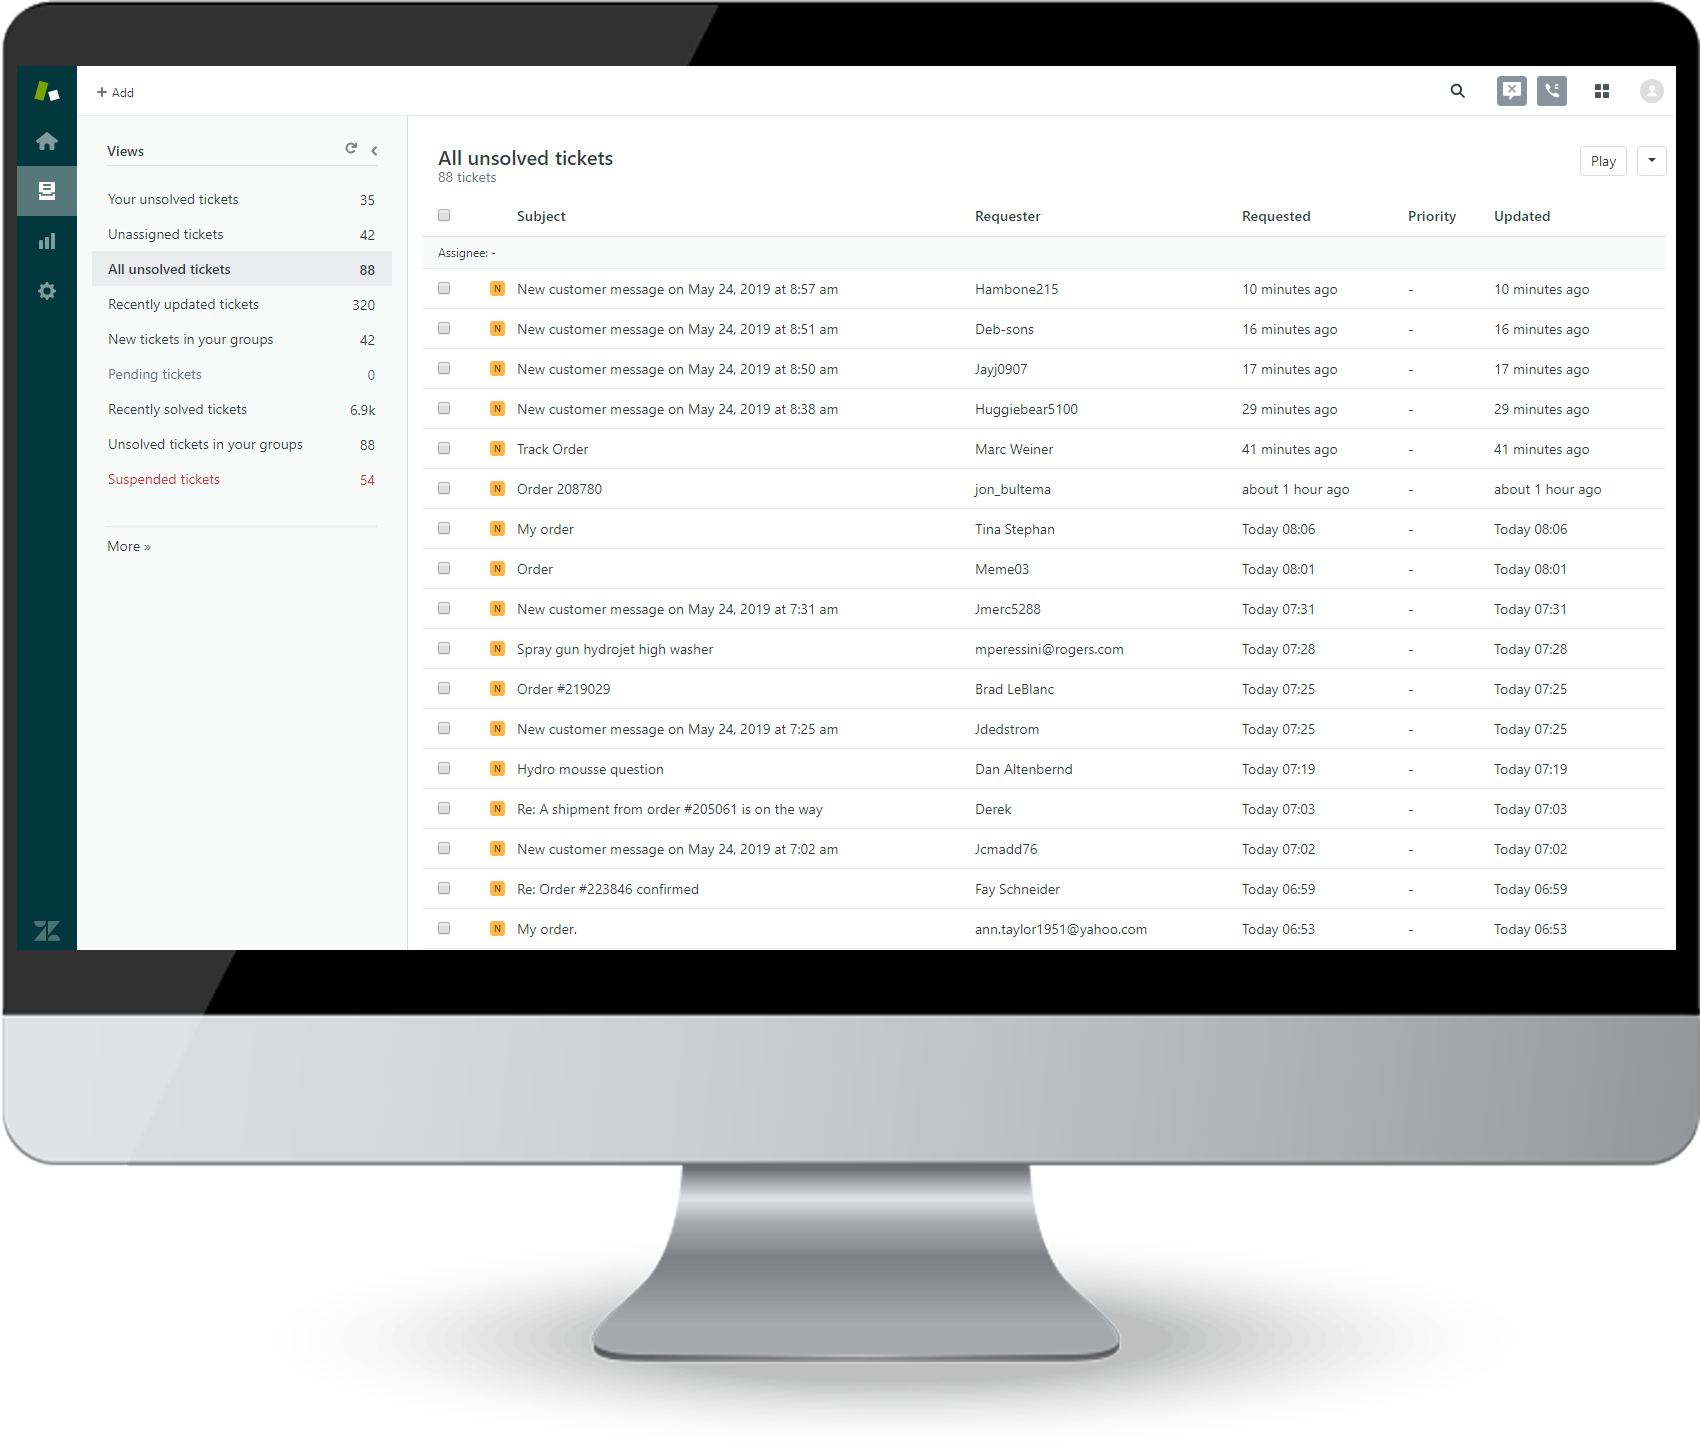 + Add
Views
Your unsolved tickets 35
Unassigned tickets 42
All unsolved tickets 88
Recently updated tickets 320
New tickets in your groups 42
Pending tickets 0
Recently solved tickets 6.9k
Unsolved tickets in your groups 88
Suspended tickets 54
More »
All unsolved tickets
88 tickets
Play
Subject Requester Requested Priority Updated
Assignee: -
N New customer message on May 24, 2019 at 8:57 am Hambone215 10 minutes ago - 10 minutes ago
N New customer message on May 24, 2019 at 8:51 am Deb-sons 16 minutes ago - 16 minutes ago
N New customer message on May 24, 2019 at 8:50 am Jayj0907 17 minutes ago - 17 minutes ago
N New customer message on May 24, 2019 at 8:38 am Huggiebear5100 29 minutes ago - 29 minutes ago
N Track Order Marc Weiner 41 minutes ago - 41 minutes ago
N Order 208780 jon_bultema about 1 hour ago - about 1 hour ago
N My order Tina Stephan Today 08:06 - Today 08:06
N Order Meme03 Today 08:01 - Today 08:01
N New customer message on May 24, 2019 at 7:31 am Jmerc5288 Today 07:31 - Today 07:31
N Spray gun hydrojet high washer mperessini@rogers.com Today 07:28 - Today 07:28
N Order #219029 Brad LeBlanc Today 07:25 - Today 07:25
N New customer message on May 24, 2019 at 7:25 am Jdedstrom Today 07:25 - Today 07:25
N Hydro mousse question Dan Altenbernd Today 07:19 - Today 07:19
N Re: A shipment from order #205061 is on the way Derek Today 07:03 - Today 07:03
N New customer message on May 24, 2019 at 7:02 am Jcmadd76 Today 07:02 - Today 07:02
N Re: Order #223846 confirmed Fay Schneider Today 06:59 - Today 06:59
N My order. ann.taylor1951@yahoo.com Today 06:53 - Today 06:53